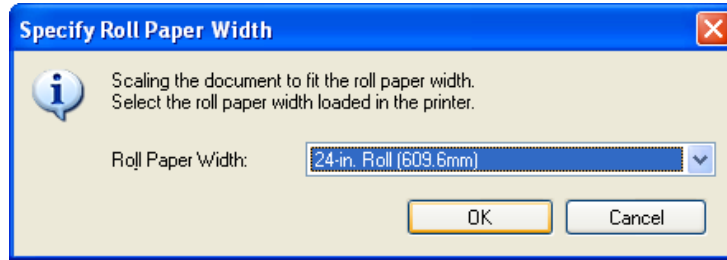 Specify Roll Paper Width
Scaling the document to fit the roll paper width.
Select the roll paper width loaded in the printer.
Roll Paper Width: 24-in. Roll (609.6mm)
OK Cancel